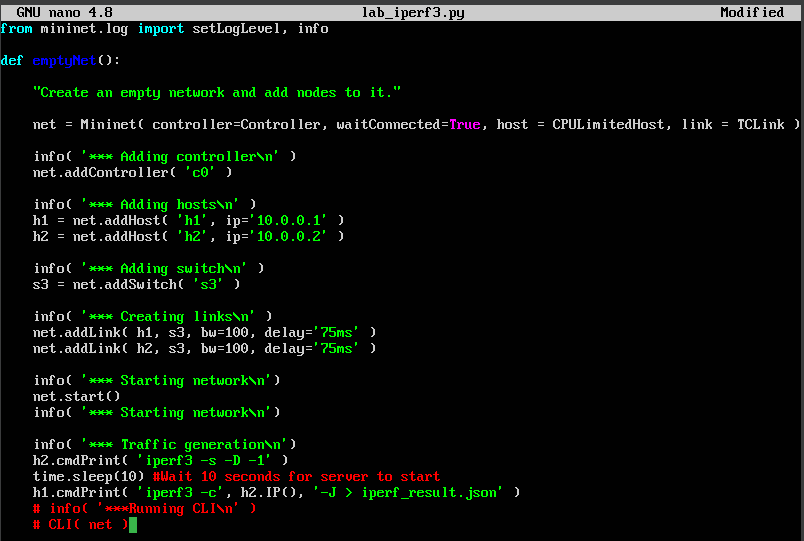 GNU nano 4.8 lab_iperf3.py Modified
from mininet.log import setLogLevel, info
def emptyNet():
"Create an empty network and add nodes to it."
net = Mininet( controller=Controller, waitConnected=True, host = CPULimitedHost, link = TCLink )
info( '*** Adding controller\n' )
net.addController( 'c0' )
info( '*** Adding hosts\n' )
h1 = net.addHost( 'h1', ip='10.0.0.1' )
h2 = net.addHost( 'h2', ip='10.0.0.2' )
info( '*** Adding switch\n' )
s3 = net.addSwitch( 's3' )
info( '*** Creating links\n' )
net.addLink( h1, s3, bw=100, delay='75ms' )
net.addLink( h2, s3, bw=100, delay='75ms' )
info( '*** Starting network\n')
net.start()
info( '*** Starting network\n')
info( '*** Traffic generation\n')
h2.cmdPrint( 'iperf3 -s -D -1' )
time.sleep(10) #Wait 10 seconds for server to start
h1.cmdPrint( 'iperf3 -c', h2.IP(), '-J > iperf_result.json' )
# info( '***Running CLI\n' )
# CLI( net )